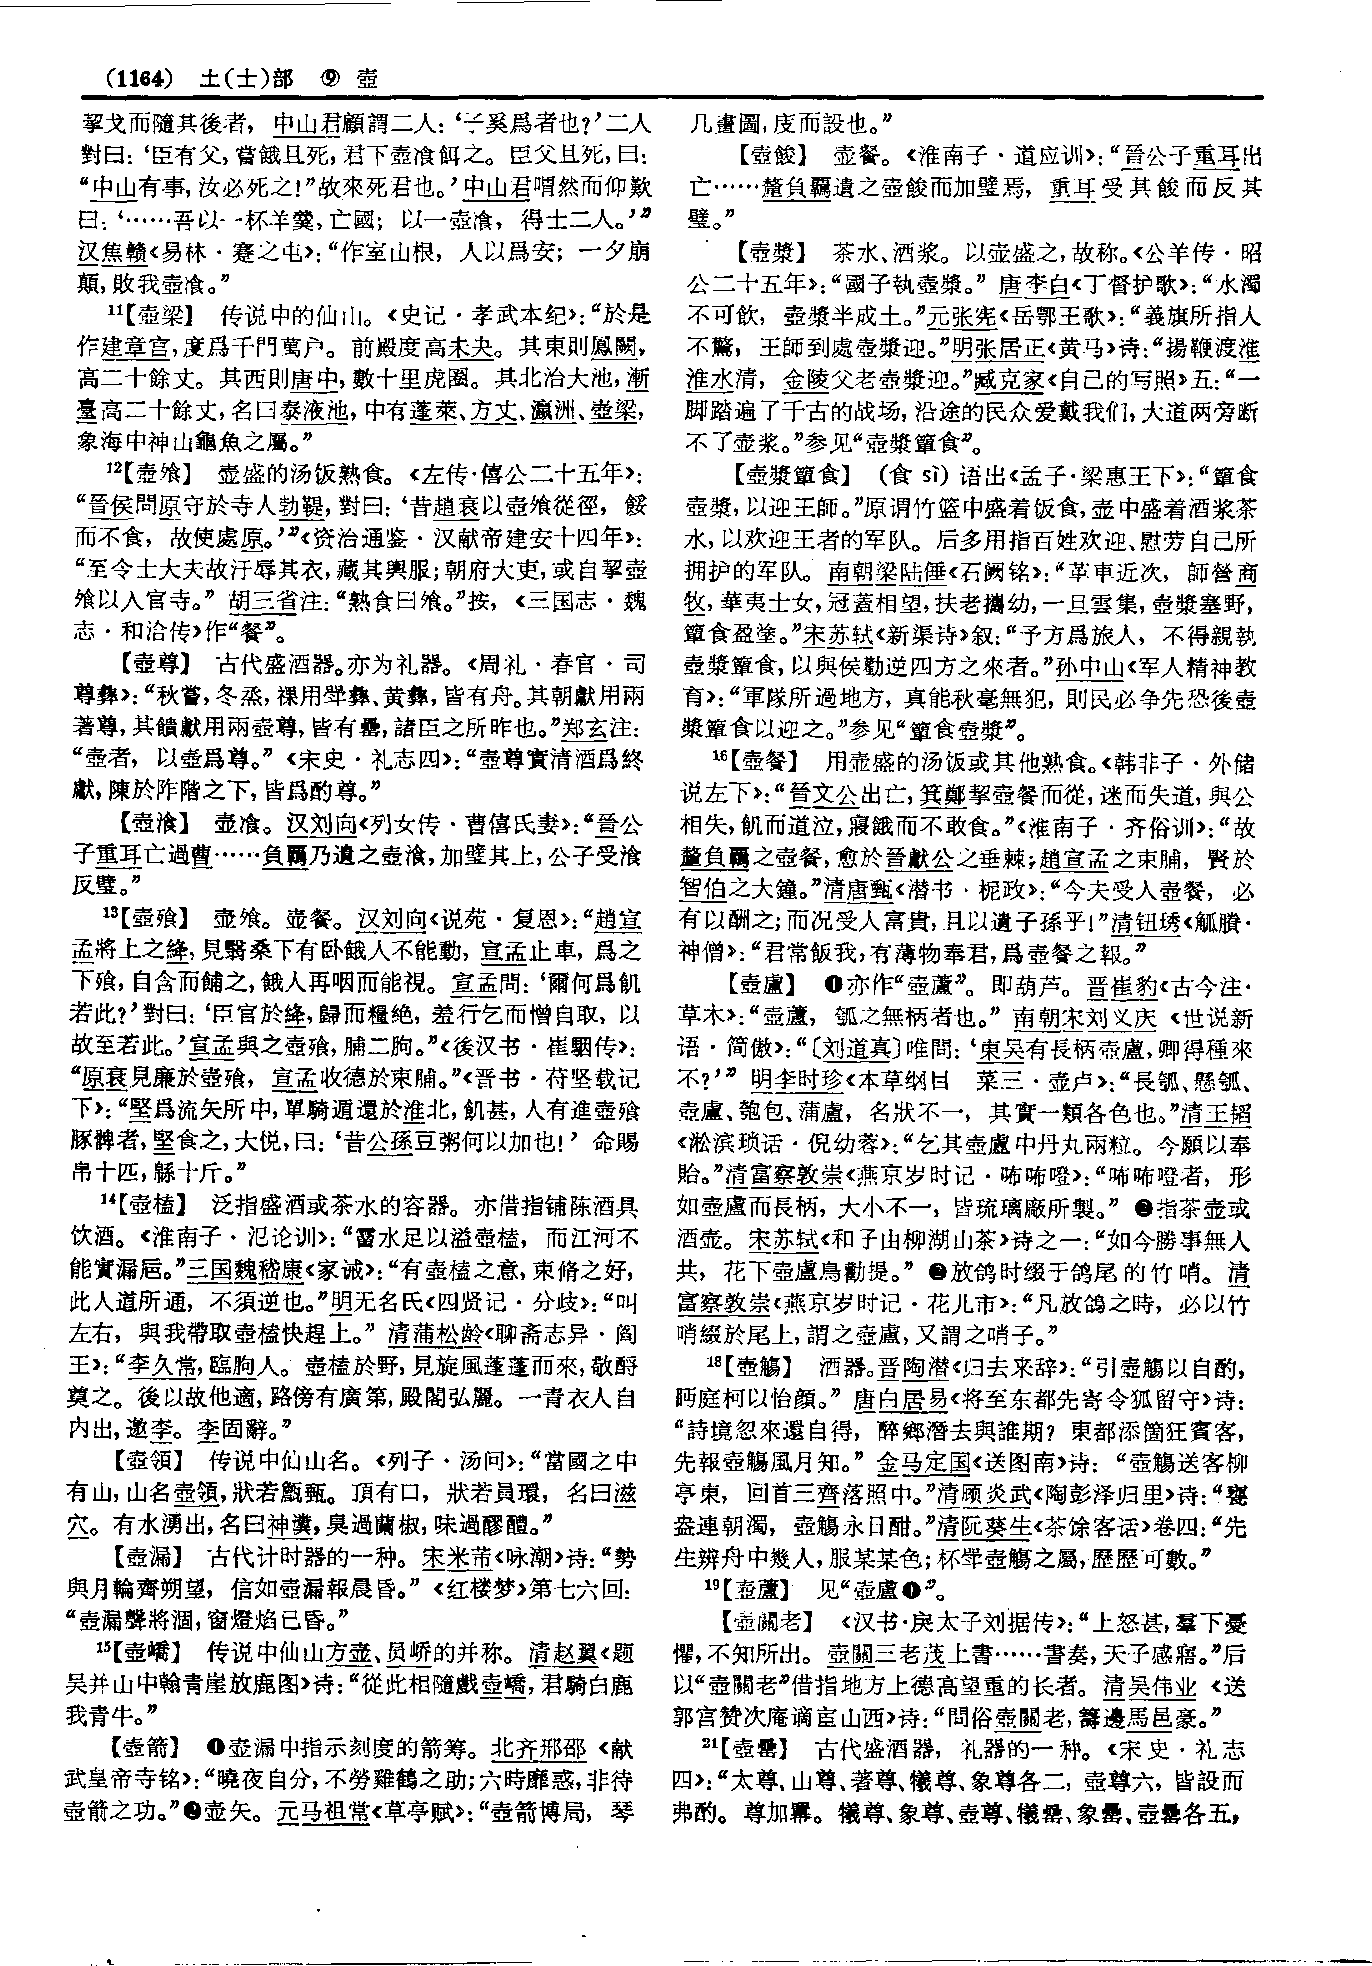 (1164) 土(士)部 ⑨ 壺
挈戈而隨其後者，中山君顧謂二人：‘子奚爲者也？’二人
對曰：‘臣有父，嘗餓且死，君下壺飡餌之。臣父且死，曰：
“中山有事，汝必死之！”故來死君也。’中山君喟然而仰歎
曰：‘……吾以一杯羊羹，亡國；以一壺飡，得士二人。’”
汉焦赣《易林·蹇之屯》：“作室山根，人以爲安；一夕崩
顛，敗我壺飡。”
¹¹【壺梁】 传说中的仙山。《史记·孝武本纪》：“於是
作建章宫，度爲千門萬户。前殿度高未央。其東則鳳闕，
高二十餘丈。其西則唐中，數十里虎圈。其北治大池，漸
臺高二十餘丈，名曰泰液池，中有蓬萊、方丈、瀛洲、壺梁，
象海中神山龜魚之屬。”
¹²【壺飧】 壺盛的汤饭熟食。《左传·僖公二十五年》：
“晉侯問原守於寺人勃鞮，對曰：‘昔趙衰以壺飧從徑，餒
而不食，故使處原。’”《资治通鉴·汉献帝建安十四年》：
“至令士大夫故汙辱其衣，藏其輿服；朝府大吏，或自挈壺
飧以入官寺。” 胡三省注：“熟食曰飧。”按，《三国志·魏
志·和洽传》作“餐”。
【壺尊】 古代盛酒器。亦为礼器。《周礼·春官·司
尊彝》：“秋嘗，冬烝，祼用斝彝、黄彝，皆有舟。其朝獻用兩
著尊，其饋獻用兩壺尊，皆有罍，諸臣之所昨也。”郑玄注：
“壺者，以壺爲尊。” 《宋史·礼志四》：“壺尊實清酒爲終
獻，陳於阼階之下，皆爲酌尊。”
【壺湌】 壺飡。汉刘向《列女传·曹僖氏妻》：“晉公
子重耳亡過曹……負羈乃遺之壺湌，加璧其上，公子受湌
反璧。”
¹³【壺飱】 壺飧。壺餐。汉刘向《说苑·复恩》：“趙宣
孟將上之絳，見翳桑下有卧餓人不能動，宣孟止車，爲之
下飱，自含而餔之，餓人再咽而能視。宣孟問：‘爾何爲飢
若此？’對曰：‘臣官於絳，歸而糧绝，羞行乞而憎自取，以
故至若此。’宣孟與之壺飱，脯二朐。”《後汉书·崔駰传》：
“原衰見廉於壺飱，宣孟收德於束脯。”《晋书·苻坚载记
下》：“堅爲流矢所中，單騎遁還於淮北，飢甚，人有進壺飱
豚髀者，堅食之，大悦，曰：‘昔公孫豆粥何以加也！’ 命賜
帛十匹，緜十斤。”
¹⁴【壺榼】 泛指盛酒或茶水的容器。亦借指铺陈酒具
饮酒。《淮南子·氾论训》：“霤水足以溢壺榼，而江河不
能實漏卮。”三国魏嵇康《家诫》：“有壺榼之意，束脩之好，
此人道所通，不須逆也。”明无名氏《四贤记·分歧》：“叫
左右，與我帶取壺榼快趕上。” 清蒲松龄《聊斋志异·阎
王》：“李久常，臨朐人。壺榼於野，見旋風蓬蓬而來，敬酹
奠之。後以故他適，路傍有廣第，殿閣弘麗。一青衣人自
内出，邀李。李固辭。”
【壺領】 传说中仙山名。《列子·汤问》：“當國之中
有山，山名壺領，狀若甔甄。頂有口，狀若員環，名曰滋
穴。有水湧出，名曰神瀵，臭過蘭椒，味過醪醴。”
【壺漏】 古代计时器的一种。宋米芾《咏潮》诗：“勢
與月輪齊朔望，信如壺漏報晨昏。” 《红楼梦》第七六回：
“壺漏聲將涸，窗燈焰已昏。”
¹⁵【壺嶠】 传说中仙山方壶、员峤的并称。清赵翼《题
吴并山中翰青崖放鹿图》诗：“從此相隨戲壺嶠，君騎白鹿
我青牛。”
【壺箭】 ❶壶漏中指示刻度的箭筹。北齐邢邵《献
武皇帝寺铭》：“曉夜自分，不勞雞鶴之助；六時靡惑，非待
壺箭之功。”❷壶矢。元马祖常《草亭赋》：“壺箭博局，琴
几畫圖，庋而設也。”
【壺餕】 壶餐。《淮南子·道应训》：“晉公子重耳出
亡……釐負羈遺之壺餕而加璧焉，重耳受其餕而反其
璧。”
【壺漿】 茶水、酒浆。以壶盛之，故称。《公羊传·昭
公二十五年》：“國子執壺漿。” 唐李白《丁督护歌》：“水濁
不可飲，壺漿半成土。”元张宪《岳鄂王歌》：“義旗所指人
不驚，王師到處壺漿迎。”明张居正《黄马》诗：“揚鞭渡淮
淮水清，金陵父老壺漿迎。”臧克家《自己的写照》五：“一
脚踏遍了千古的战场，沿途的民众爱戴我们，大道两旁断
不了壶浆。”参见“壺漿簞食”。
【壺漿簞食】 (食 sì) 语出《孟子·梁惠王下》：“簞食
壺漿，以迎王師。”原谓竹篮中盛着饭食，壶中盛着酒浆茶
水，以欢迎王者的军队。后多用指百姓欢迎、慰劳自己所
拥护的军队。南朝梁陆倕《石阙铭》：“革車近次，師營商
牧，華夷士女，冠蓋相望，扶老攜幼，一旦雲集，壺漿塞野，
簞食盈塗。”宋苏轼《新渠诗》叙：“予方爲旅人，不得親執
壺漿簞食，以與侯勸逆四方之來者。”孙中山《军人精神教
育》：“軍隊所過地方，真能秋毫無犯，則民必争先恐後壺
漿簞食以迎之。”参见“簞食壺漿”。
¹⁶【壺餐】 用壶盛的汤饭或其他熟食。《韩非子·外储
说左下》：“晉文公出亡，箕鄭挈壺餐而從，迷而失道，與公
相失，飢而道泣，寢餓而不敢食。”《淮南子·齐俗训》：“故
釐負羈之壺餐，愈於晉獻公之垂棘；趙宣孟之束脯，賢於
智伯之大鐘。”清唐甄《潜书·柅政》：“今夫受人壺餐，必
有以酬之；而况受人富貴，且以遺子孫乎！”清钮琇《觚賸·
神僧》：“君常飯我，有薄物奉君，爲壺餐之報。”
【壺盧】 ❶亦作“壺蘆”。即葫芦。晋崔豹《古今注·
草木》：“壺蘆，瓠之無柄者也。” 南朝宋刘义庆《世说新
语·简傲》：“〔刘道真〕唯問：‘東吴有長柄壺盧，卿得種來
不？’” 明李时珍《本草纲目 菜三·壶卢》：“長瓠、懸瓠、
壺盧、匏瓜、蒲盧，名狀不一，其實一類各色也。”清王韬
《淞滨琐话·倪幼蓉》：“乞其壺盧中丹丸兩粒。今願以奉
貽。”清富察敦崇《燕京岁时记·㗘㗘噔》：“㗘㗘噔者，形
如壺盧而長柄，大小不一，皆琉璃廠所製。” ❷指茶壶或
酒壶。宋苏轼《和子由柳湖山茶》诗之一：“如今勝事無人
共，花下壺盧鳥勸提。” ❷放鸽时缀于鸽尾的竹哨。清
富察敦崇《燕京岁时记·花儿市》：“凡放鴿之時，必以竹
哨綴於尾上，謂之壺盧，又謂之哨子。”
¹⁸【壺觴】 酒器。晋陶潜《归去来辞》：“引壺觴以自酌，
眄庭柯以怡顔。” 唐白居易《将至东都先寄令狐留守》诗：
“詩境忽來還自得，醉鄉潛去與誰期？東都添箇狂賓客，
先報壺觴風月知。” 金马定国《送图南》诗：“壺觴送客柳
亭東，回首三齊落照中。”清顾炎武《陶彭泽归里》诗：“甕
盎連朝濁，壺觴永日酣。”清阮葵生《茶馀客话》卷四：“先
生辨舟中幾人，服某某色；杯斝壺觴之屬，歷歷可數。”
¹⁹【壺蘆】 见“壺盧❶”。
【壺關老】 《汉书·戾太子刘据传》：“上怒甚，羣下憂
懼，不知所出。壺關三老茂上書……書奏，天子感寤。”后
以“壺關老”借指地方上德高望重的长者。清吴伟业《送
郭宫赞次庵谪宦山西》诗：“問俗壺關老，籌邊馬邑豪。”
²¹【壺罍】 古代盛酒器，礼器的一种。《宋史·礼志
四》：“太尊、山尊、著尊、犧尊、象尊各二，壺尊六，皆設而
弗酌。尊加冪。犧尊、象尊、壺尊、犧罍、象罍、壺罍各五，